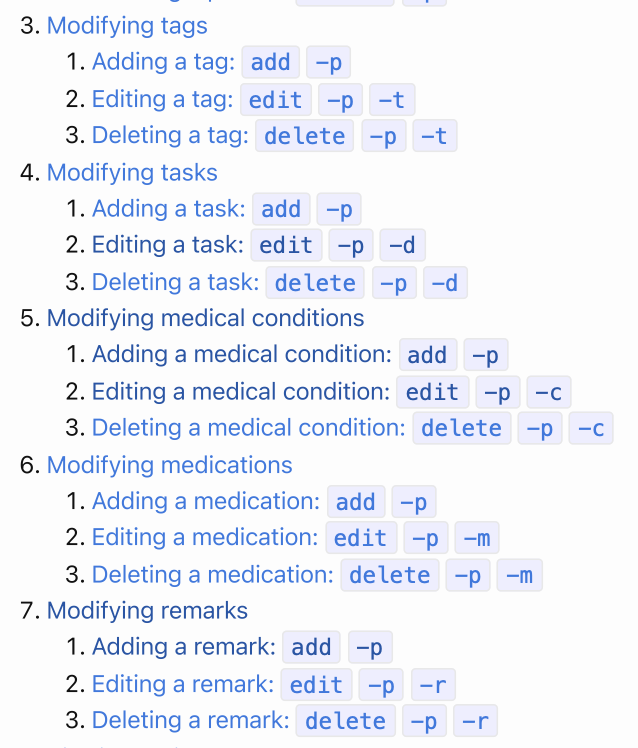 3. Modifying tags
1. Adding a tag: add -p
2. Editing a tag: edit -p -t
3. Deleting a tag: delete -p -t
4. Modifying tasks
1. Adding a task: add -p
2. Editing a task: edit -p -d
3. Deleting a task: delete -p -d
5. Modifying medical conditions
1. Adding a medical condition: add -p
2. Editing a medical condition: edit -p -c
3. Deleting a medical condition: delete -p -c
6. Modifying medications
1. Adding a medication: add -p
2. Editing a medication: edit -p -m
3. Deleting a medication: delete -p -m
7. Modifying remarks
1. Adding a remark: add -p
2. Editing a remark: edit -p -r
3. Deleting a remark: delete -p -r